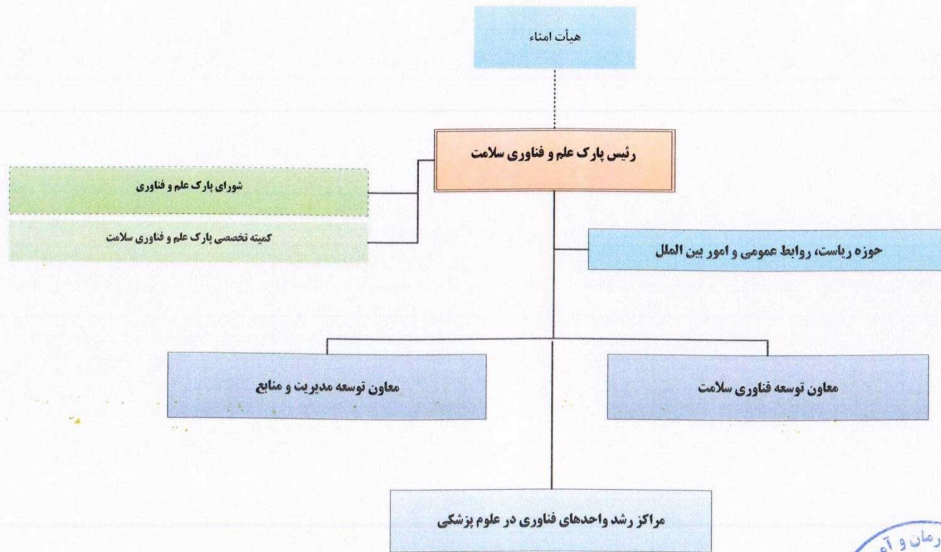 هیأت امناء
رئیس پارک علم و فناوری سلامت
شورای پارک علم و فناوری
کمیته تخصصی پارک علم و فناوری سلامت
حوزه ریاست، روابط عمومی و امور بین الملل
معاون توسعه فناوری سلامت
معاون توسعه مدیریت و منابع
مراکز رشد واحدهای فناوری در علوم پزشکی